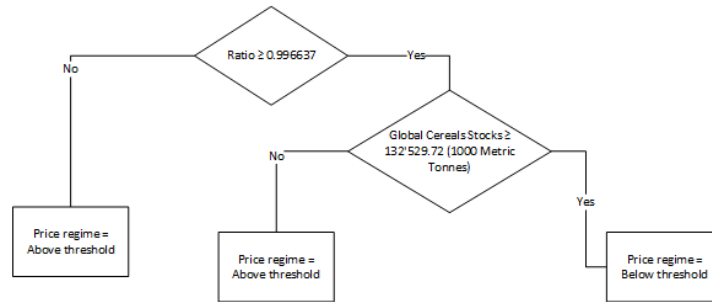 Ratio ≥ 0.996637
No
Yes
Global Cereals Stocks ≥
132'529.72 (1000 Metric
Tonnes)
No
Yes
Price regime =
Above threshold
Price regime =
Above threshold
Price regime =
Below threshold